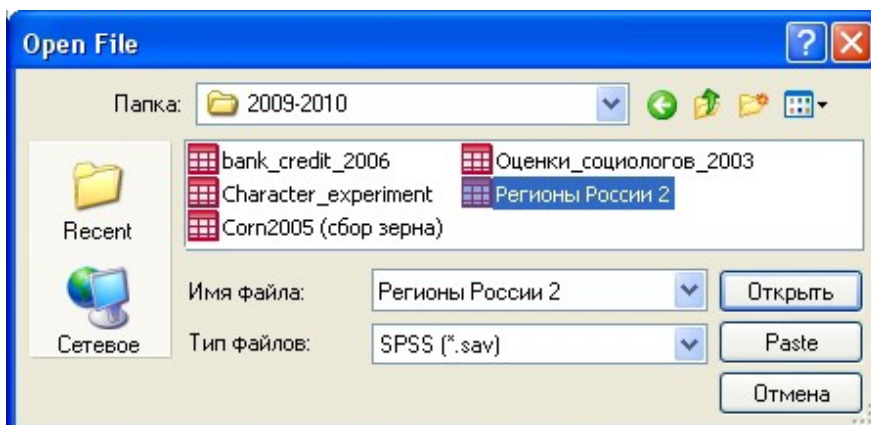 Open File
Папка: 2009-2010
bank_credit_2006 Оценки_социологов_2003
Character_experiment Регионы России 2
Corn2005 (сбор зерна)
Recent
Сетевое
Имя файла: Регионы России 2 Открыть
Тип файлов: SPSS (*.sav) Paste
Отмена